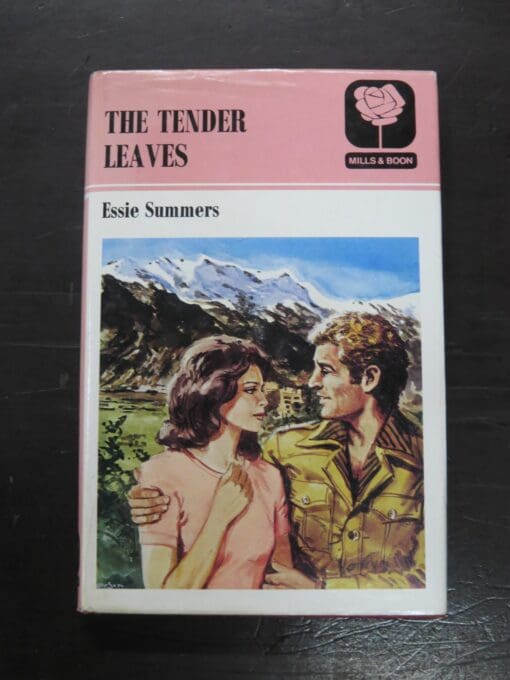 THE TENDER
LEAVES
MILLS & BOON
Essie Summers